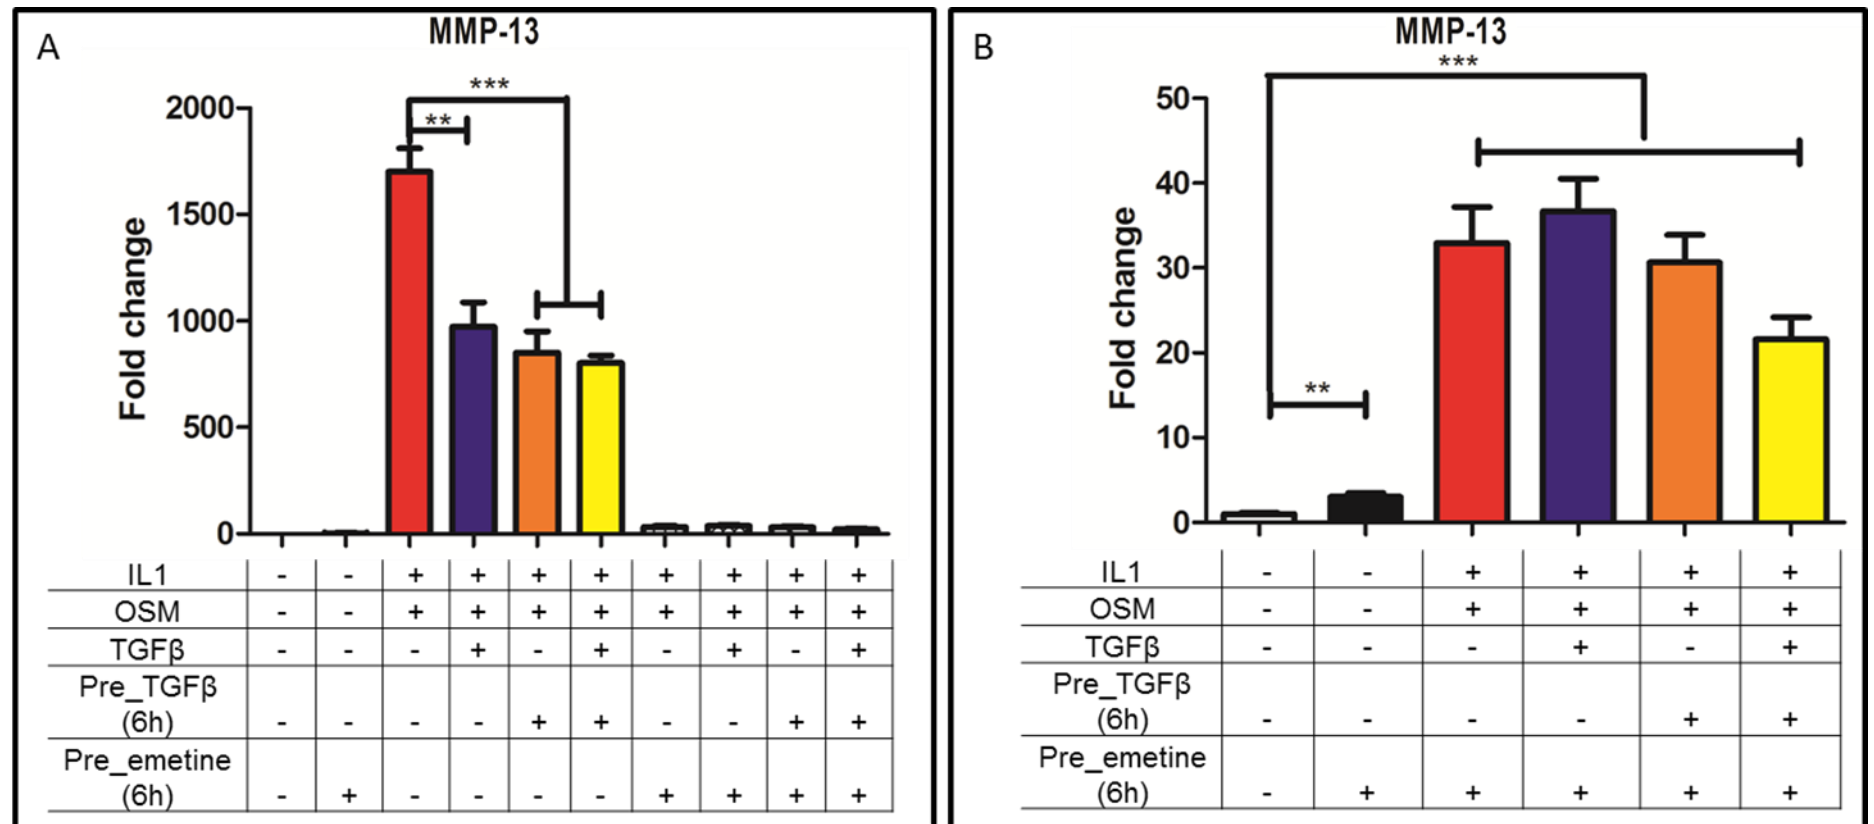 A
MMP-13
Fold change
2000
1500
1000
500
0
***
**
IL1 - - + + + + + + + +
OSM - - + + + + + + + +
TGFβ - - - + - + - + - +
Pre_TGFβ
(6h) - - - - + + - - + +
Pre_emetine
(6h) - + - - - - + + + +
B
MMP-13
Fold change
50
40
30
20
10
0
***
**
IL1 - - + + + +
OSM - - + + + +
TGFβ - - - + - +
Pre_TGFβ
(6h) - - - - + +
Pre_emetine
(6h) - + + + + +